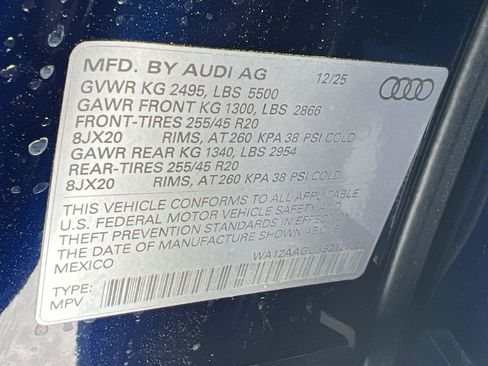 MFD. BY AUDI AG 12/25
GVWR KG 2495, LBS 5500
GAWR FRONT KG 1300, LBS 2866
FRONT-TIRES 255/45 R20
8JX20 RIMS, AT 260 KPA 38 PSI COLD
GAWR REAR KG 1340, LBS 2954
REAR-TIRES 255/45 R20
8JX20 RIMS, AT 260 KPA 38 PSI COLD
THIS VEHICLE CONFORMS TO ALL APPLICABLE
U.S. FEDERAL MOTOR VEHICLE SAFETY AND
THEFT PREVENTION STANDARDS IN EFFECT
ON THE DATE OF MANUFACTURE SHOWN ABOVE.
MEXICO
TYPE:
MPV